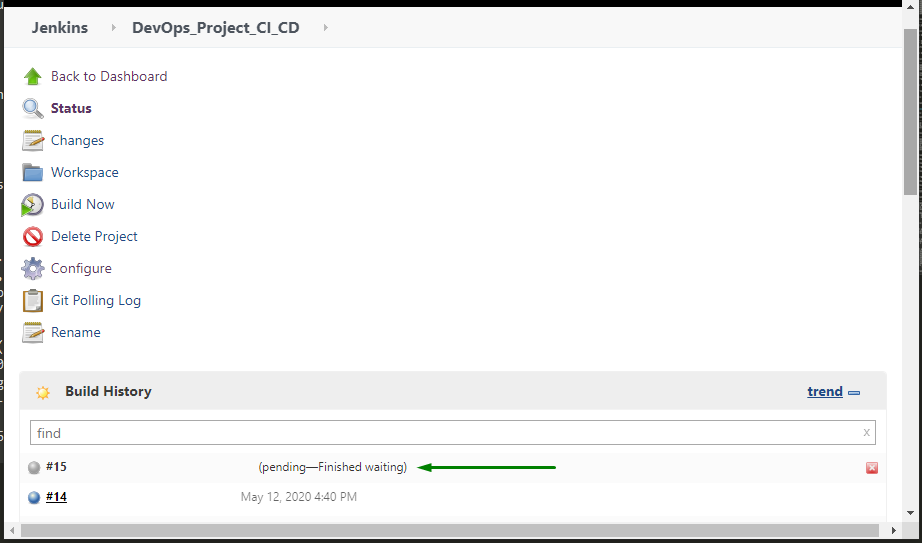 Jenkins DevOps_Project_CI_CD
Back to Dashboard
Status
Changes
Workspace
Build Now
Delete Project
Configure
Git Polling Log
Rename
Build History trend
find x
#15 (pending—Finished waiting)
#14 May 12, 2020 4:40 PM